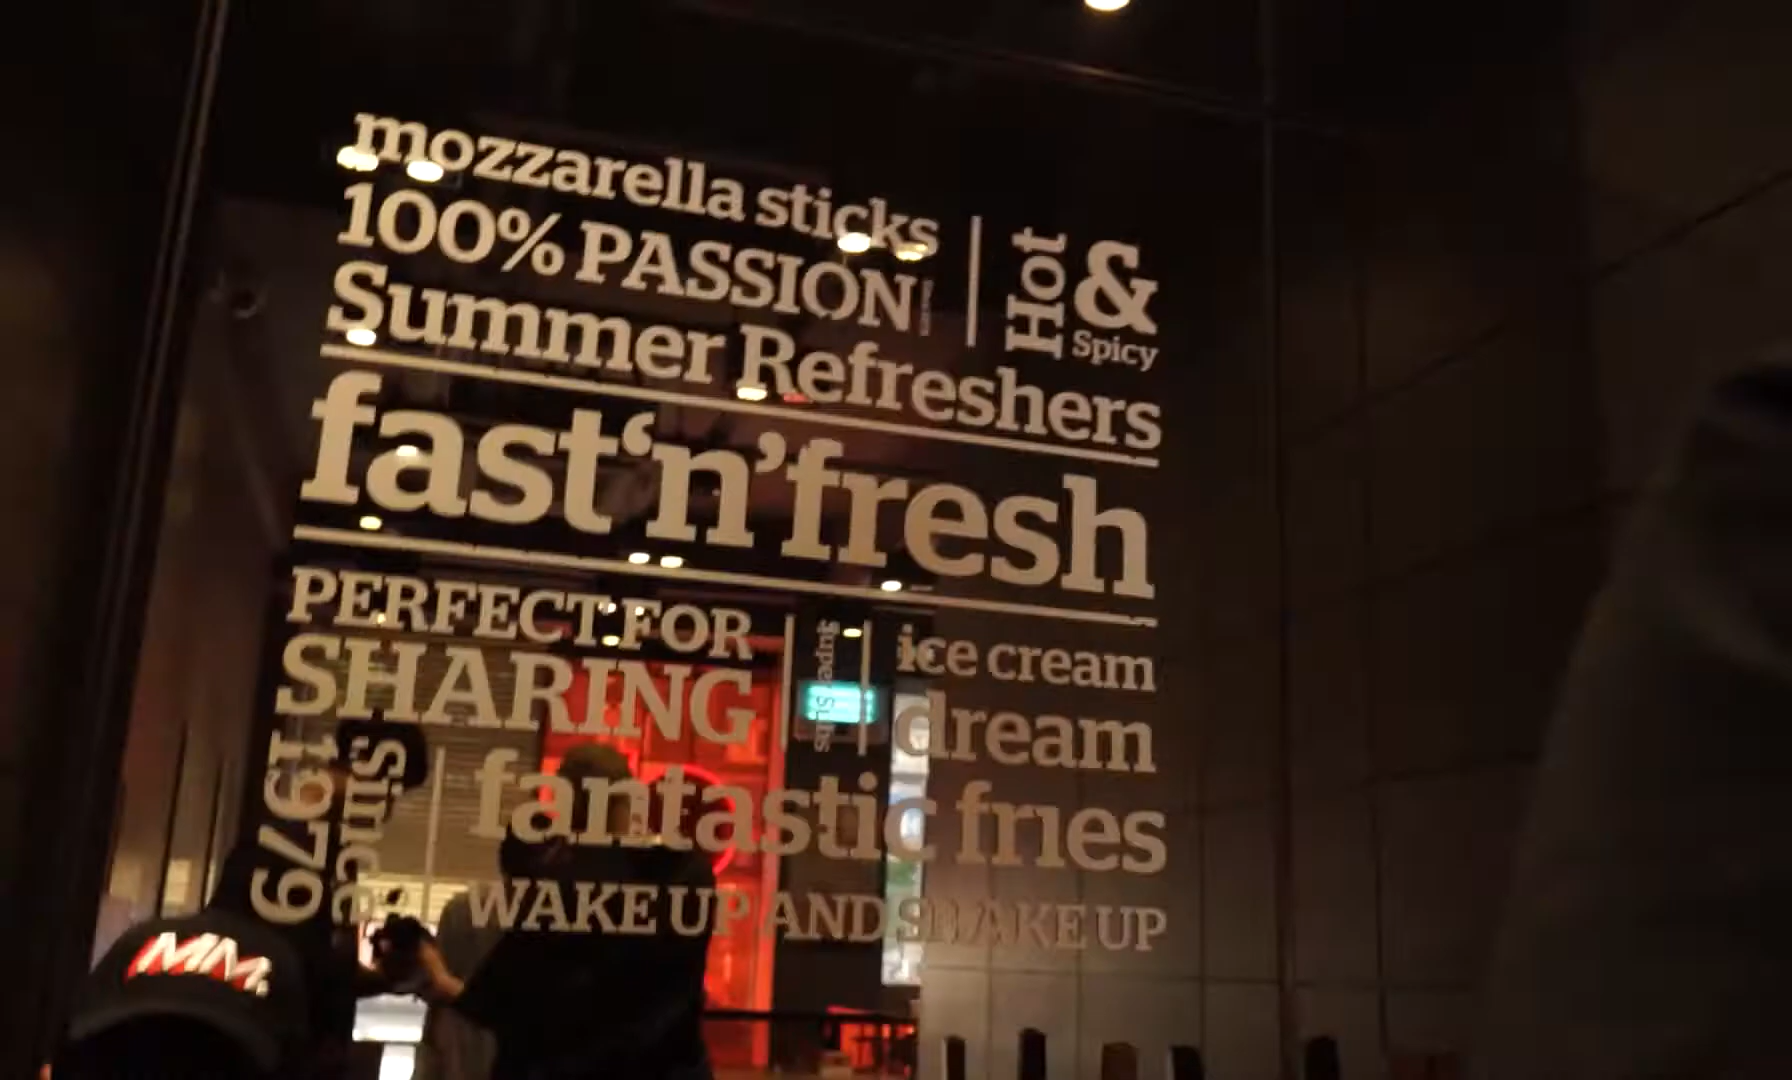 mozzarella sticks
100% PASSION
Hot
&
Spicy
Summer Refreshers
fast‘n’fresh
PERFECT FOR
SHARING
ice cream
dream
Since
1979
fantastic fries
WAKE UP AND SHAKE UP
MM